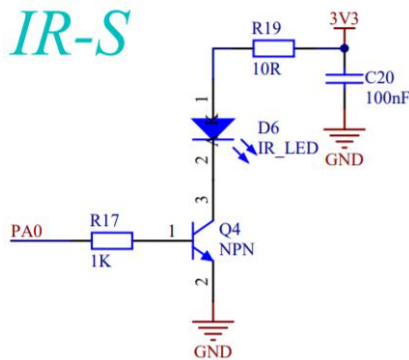 IR-S
R19
10R
3V3
C20
100nF
GND
1
D6
IR_LED
2
3
PA0
R17
1K
1
Q4
NPN
2
GND